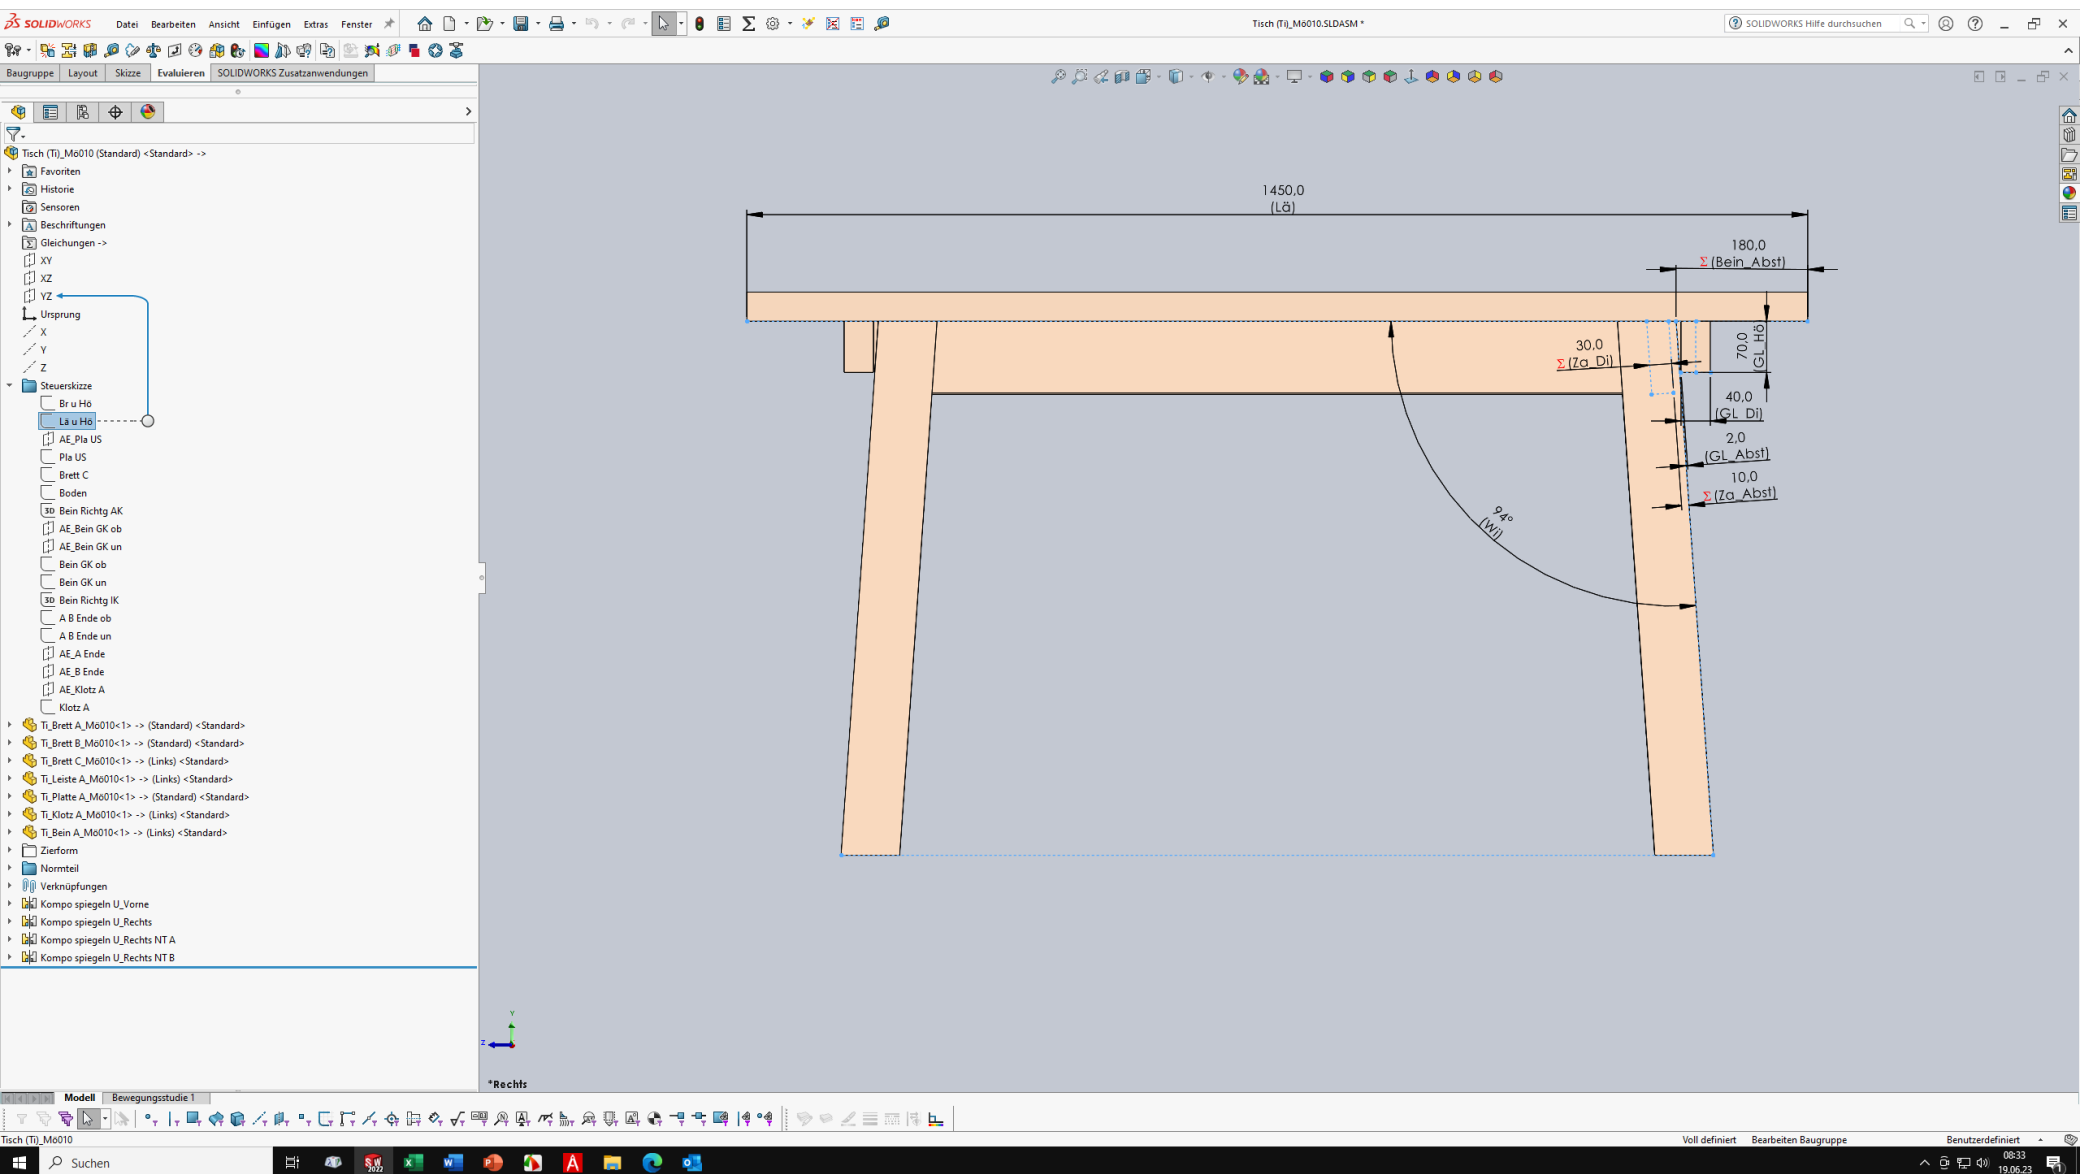 SOLIDWORKS
Datei Bearbeiten Ansicht Einfügen Extras Fenster
Tisch (Ti)_Mö010.SLDASM *
SOLIDWORKS Hilfe durchsuchen
Baugruppe Layout Skizze Evaluieren SOLIDWORKS Zusatzanwendungen
Tisch (Ti)_Mö010 (Standard) <Standard> ->
Favoriten
Historie
Sensoren
Beschriftungen
Gleichungen ->
XY
XZ
YZ
Ursprung
X
Y
Z
Steuerskizze
Br u Hö
Lä u Hö
AE_Pla US
Pla US
Brett C
Boden
3D Bein Richtg AK
AE_Bein GK ob
AE_Bein GK un
Bein GK ob
Bein GK un
3D Bein Richtg IK
A B Ende ob
A B Ende un
AE_A Ende
AE_B Ende
AE_Klotz A
Klotz A
Ti_Brett A_Mö010<1> -> (Standard) <Standard>
Ti_Brett B_Mö010<1> -> (Standard) <Standard>
Ti_Brett C_Mö010<1> -> (Links) <Standard>
Ti_Leiste A_Mö010<1> -> (Links) <Standard>
Ti_Platte A_Mö010<1> -> (Standard) <Standard>
Ti_Klotz A_Mö010<1> -> (Links) <Standard>
Ti_Bein A_Mö010<1> -> (Links) <Standard>
Zierform
Normteil
Verknüpfungen
Kompo spiegeln U_Vorne
Kompo spiegeln U_Rechts
Kompo spiegeln U_Rechts NT A
Kompo spiegeln U_Rechts NT B
1450,0
(Lä)
180,0
Σ (Bein_Abst)
30,0
Σ (Za_Di)
70,0
(GL_Hö)
40,0
(GL_Di)
2,0
(GL_Abst)
10,0
Σ (Za_Abst)
94°
(Wi)
Y
Z
*Rechts
Modell Bewegungsstudie 1
Tisch (Ti)_Mö010
Voll definiert Bearbeiten Baugruppe Benutzerdefiniert
Suchen
SW
2022
08:33
19.06.23
1